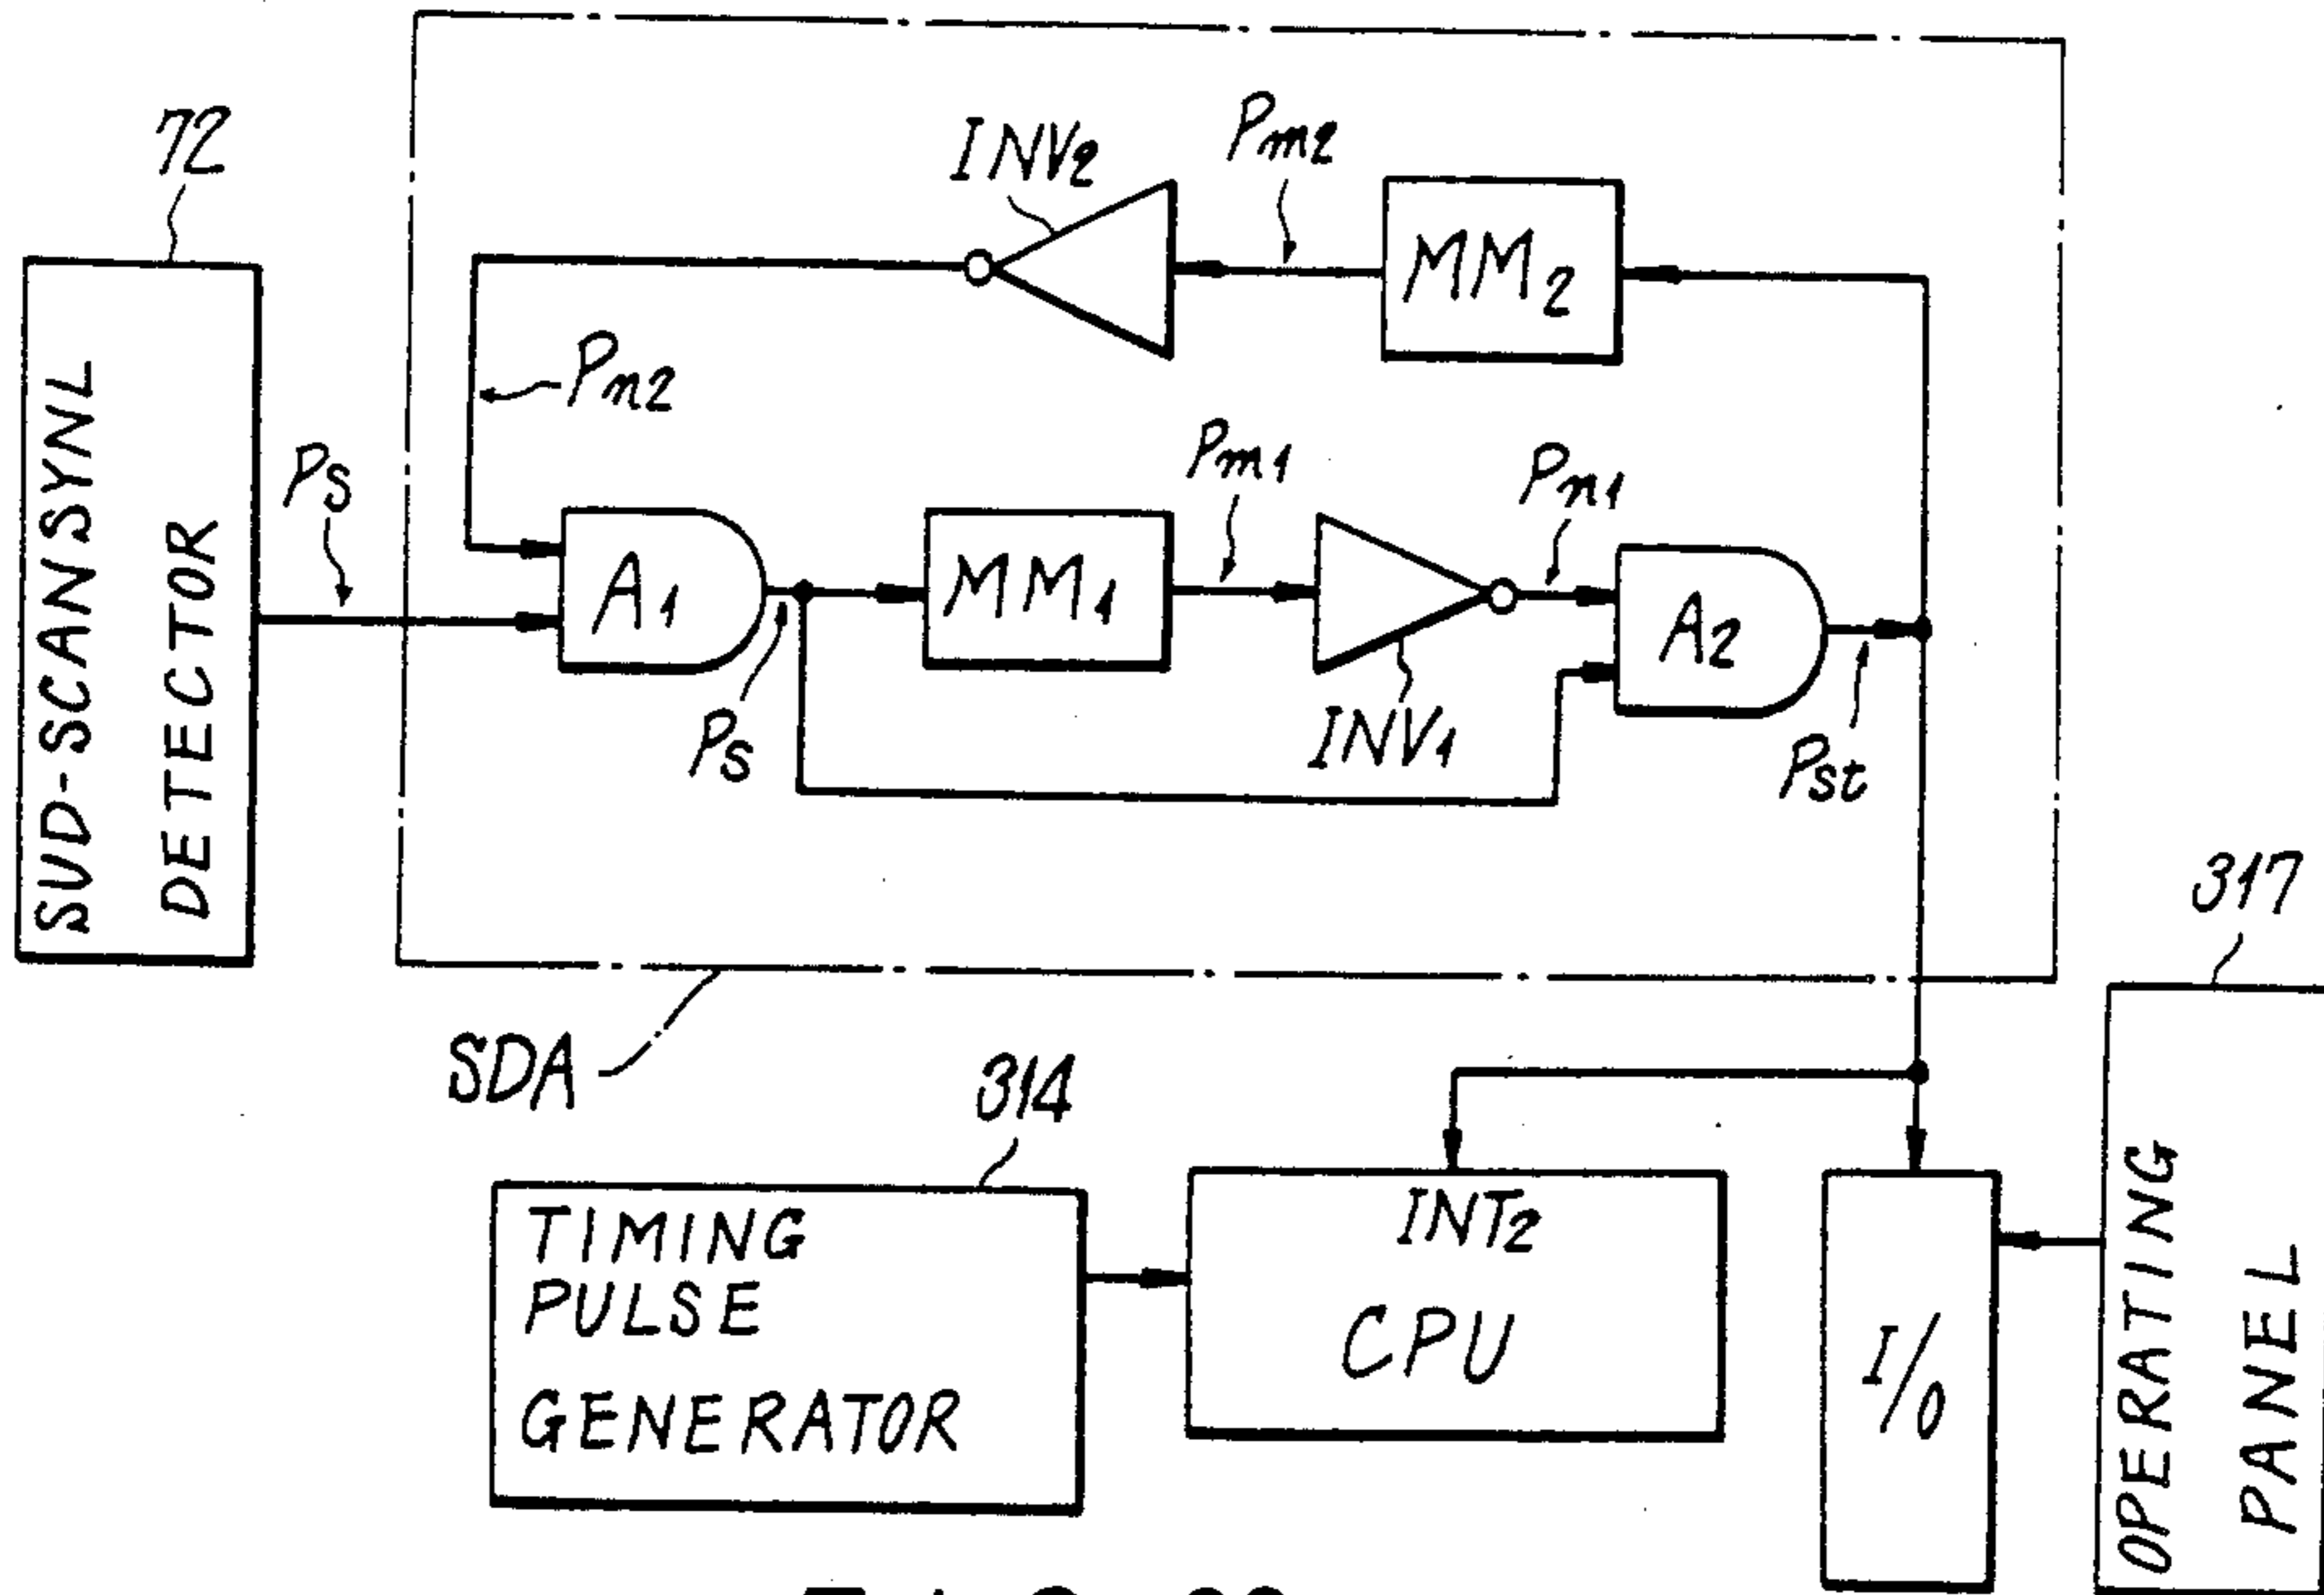 72
SUD-SCANSYNL
DETECTOR
Ps
INV2
Pm2
MM2
Pn2
A1
Ps
MM1
Pm1
INV1
Pn1
A2
Pst
SDA
314
TIMING
PULSE
GENERATOR
INT2
CPU
I/O
317
OPERATING
PANEL